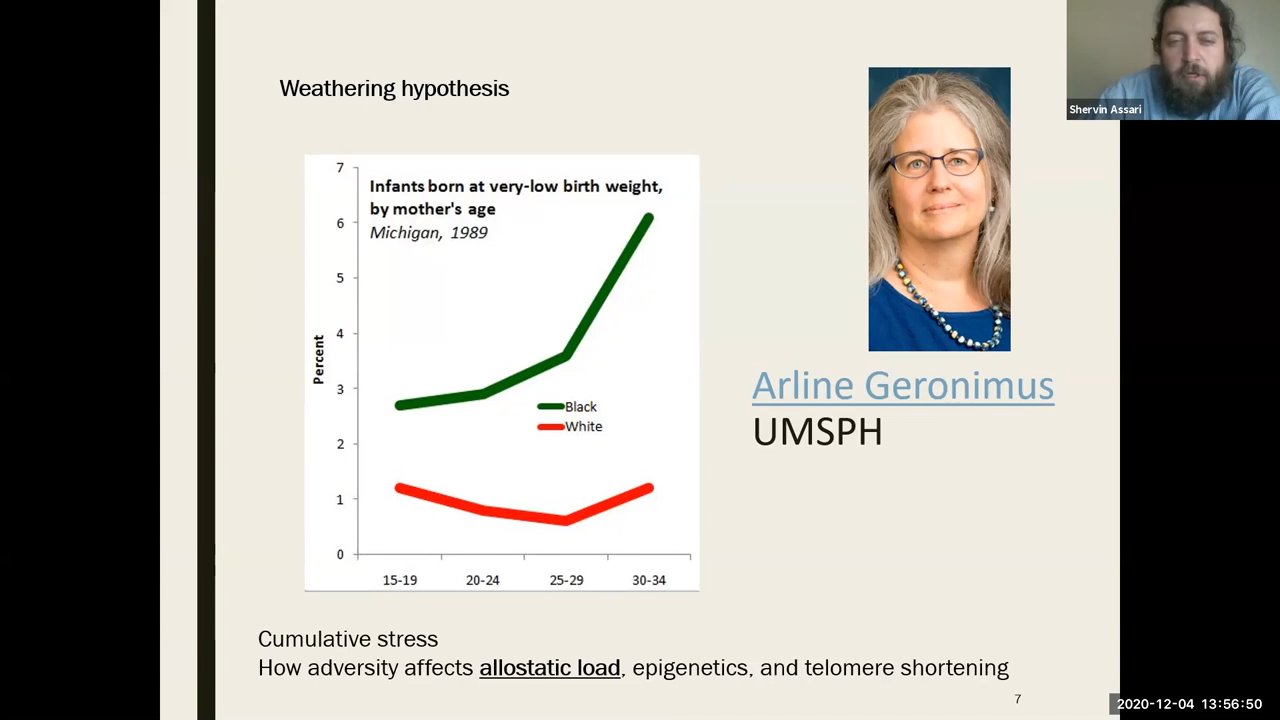 Weathering hypothesis
Shervin Assari
7
Infants born at very-low birth weight,
by mother's age
Michigan, 1989
6
5
4
3
2
1
0
Percent
Black
White
15-19 20-24 25-29 30-34
Arline Geronimus
UMSPH
Cumulative stress
How adversity affects allostatic load, epigenetics, and telomere shortening
7
2020-12-04 13:56:50